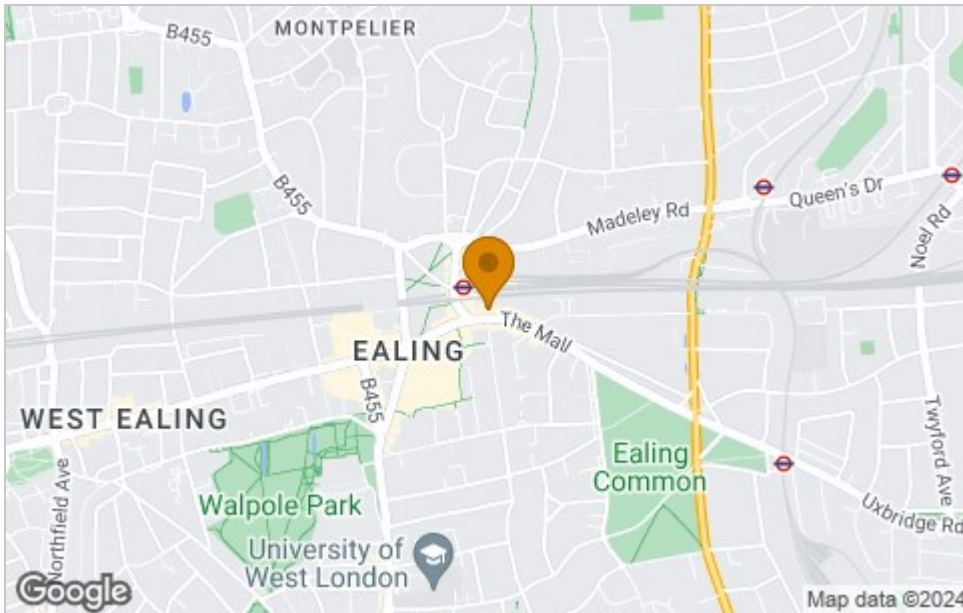 B455
MONTPELIER
B455
Madeley Rd
Queen's Dr
Noel Rd
The Mall
EALING
B455
WEST EALING
Ealing
Common
Twyford Ave
Walpole Park
Northfield Ave
Uxbridge Rd
University of
West London
Google
Map data ©2024